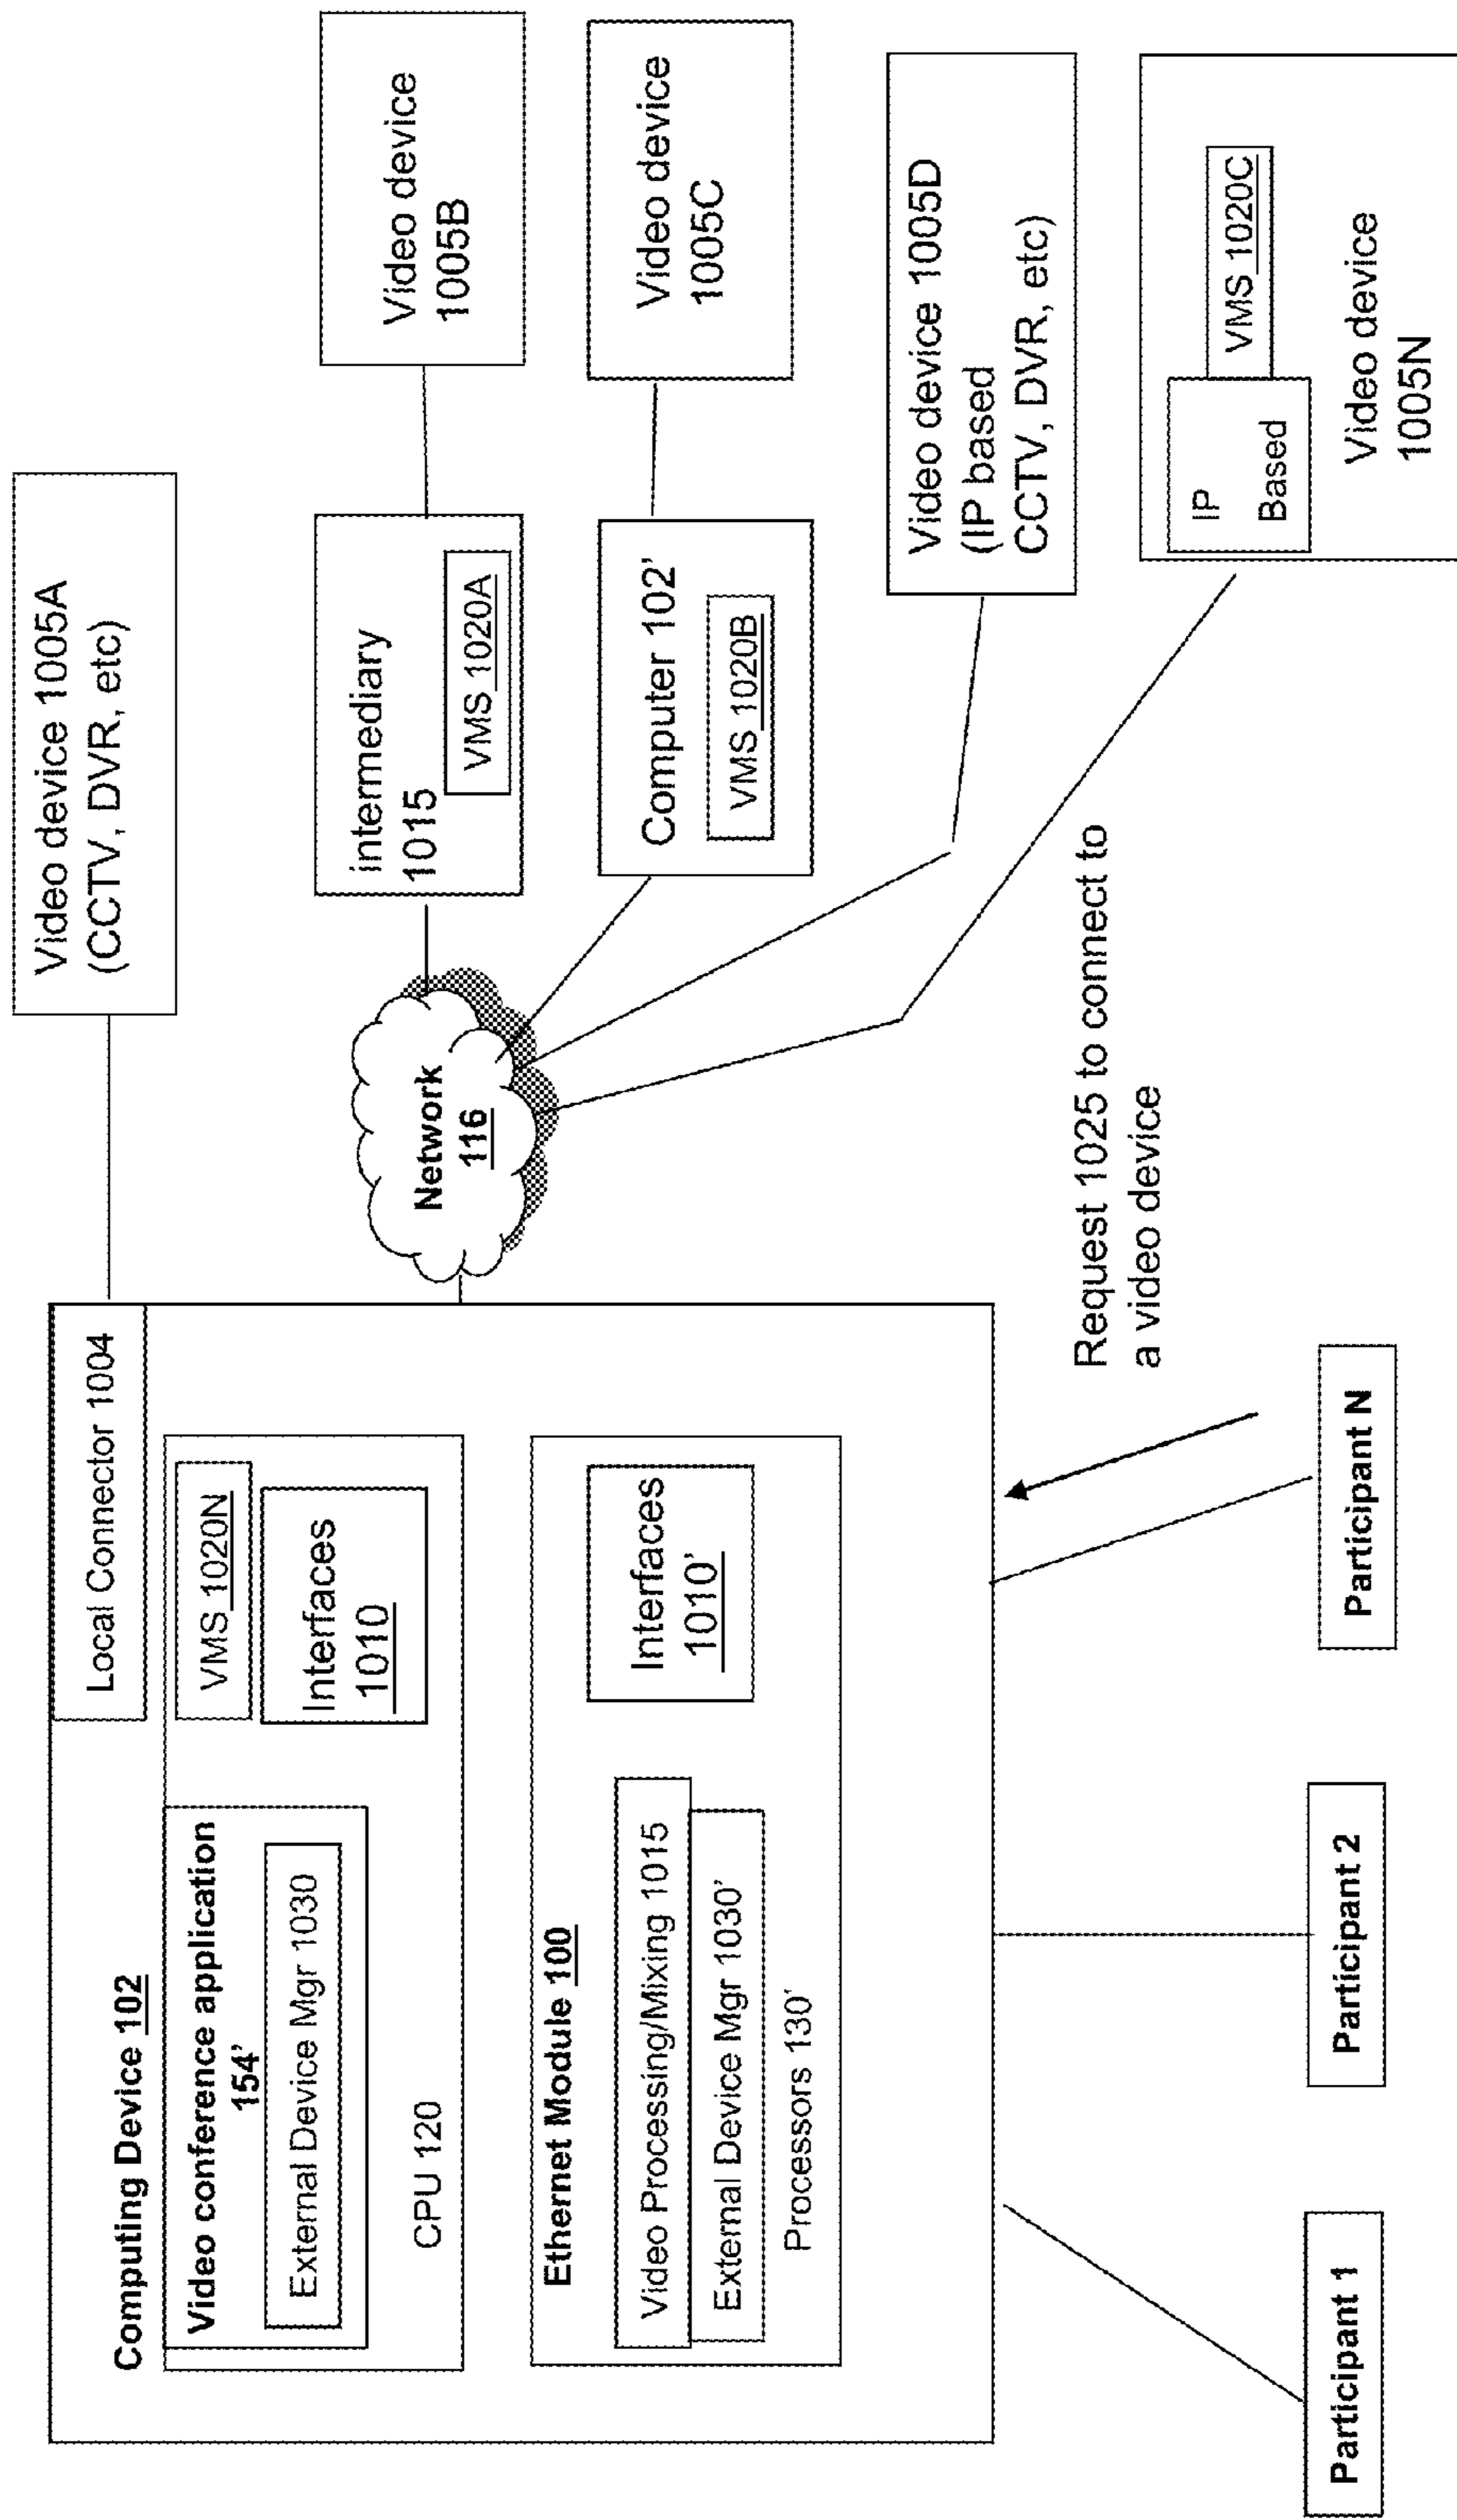 Computing Device 102
Local Connector 1004
Video conference application
154'
External Device Mgr 1030
CPU 120
VMS 1020N
Interfaces
1010
Ethernet Module 100
Video Processing/Mixing 1015
External Device Mgr 1030'
Processors 130'
Interfaces
1010'
Video device 1005A
(CCTV, DVR, etc)
Network
116
intermediary
1015
VMS 1020A
Video device
1005B
Computer 102'
VMS 1020B
Video device
1005C
Video device 1005D
(IP based
CCTV, DVR, etc)
IP
Based
VMS 1020C
Video device
1005N
Request 1025 to connect to
a video device
Participant 1
Participant 2
Participant N